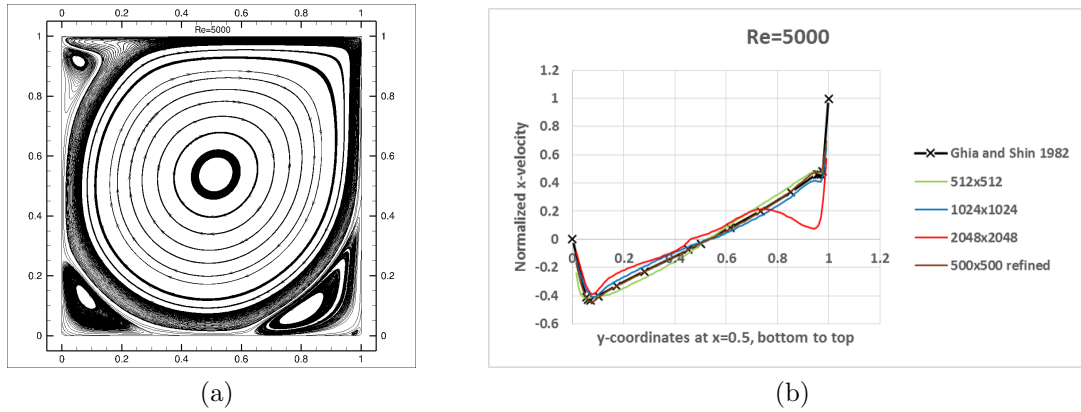 0 0.2 0.4 0.6 0.8 1
Re=5000
1 1
0.8 0.8
0.6 0.6
0.4 0.4
0.2 0.2
0 0
0 0.2 0.4 0.6 0.8 1
(a)
Re=5000
1.2
1
0.8
0.6
0.4
0.2
0
-0.2
-0.4
-0.6
0 0.2 0.4 0.6 0.8 1 1.2
Normalized x-velocity
y-coordinates at x=0.5, bottom to top
Ghia and Shin 1982
512x512
1024x1024
2048x2048
500x500 refined
(b)